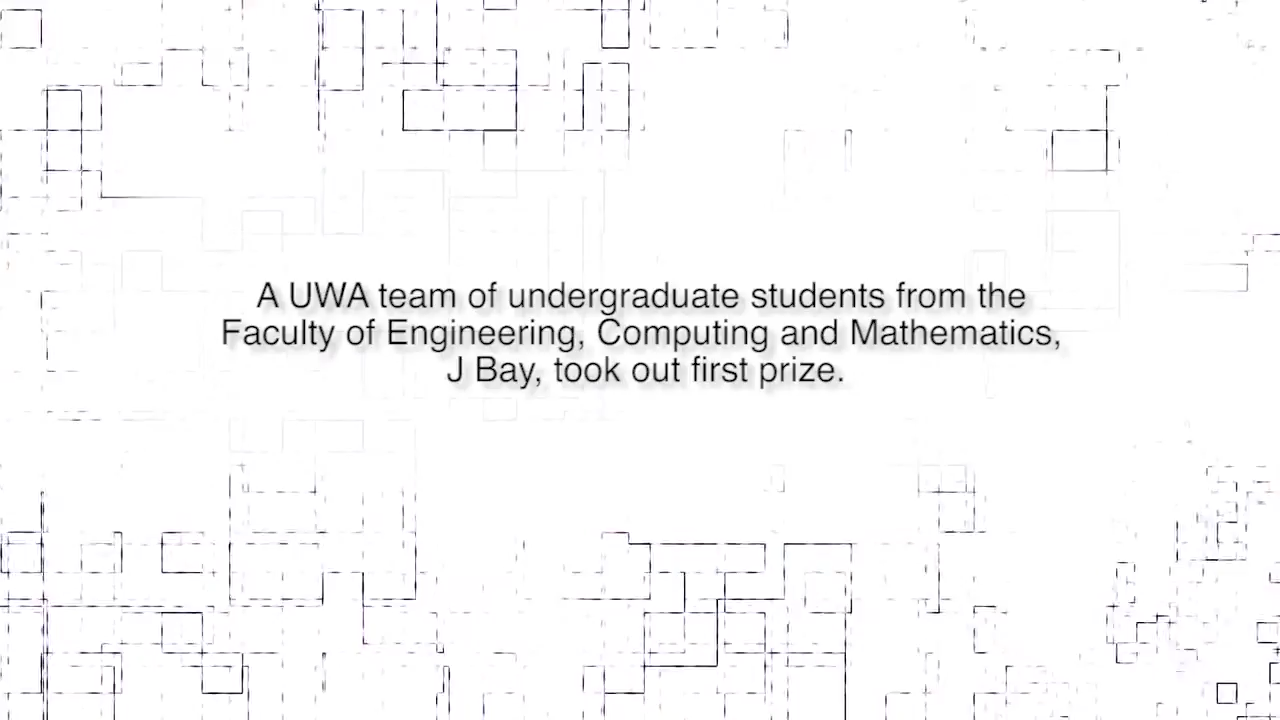 A UWA team of undergraduate students from the
Faculty of Engineering, Computing and Mathematics,
J Bay, took out first prize.